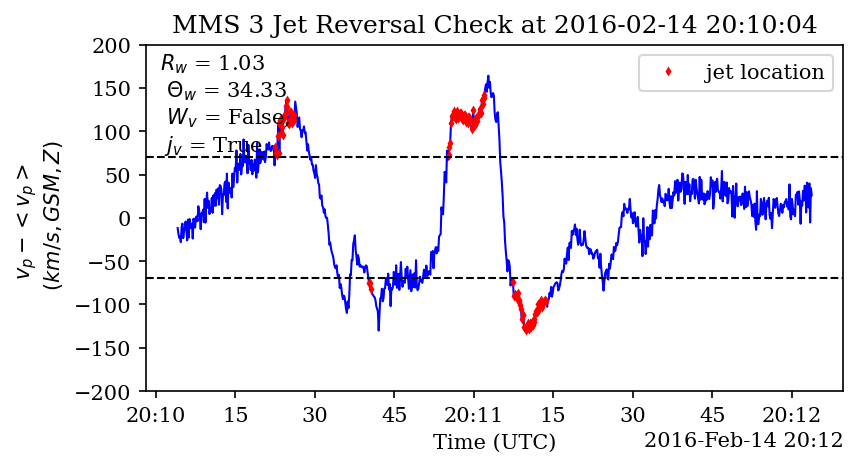 MMS 3 Jet Reversal Check at 2016-02-14 20:10:04
200
150
100
50
0
−50
−100
−150
−200
v_p − < v_p >
(km/s, GSM, Z)
R_w = 1.03
Θ_w = 34.33
W_v = False
j_v = True
jet location
20:10 15 30 45 20:11 15 30 45 20:12
Time (UTC)
2016-Feb-14 20:12